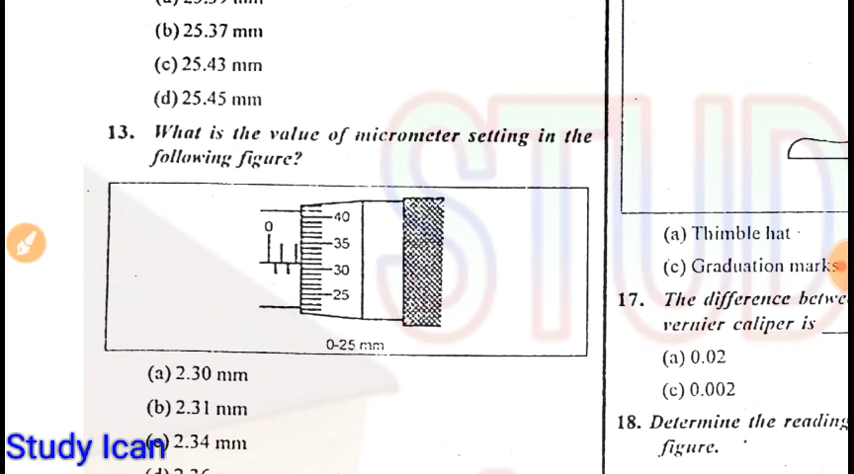 (b) 25.37 mm
(c) 25.43 mm
(d) 25.45 mm
13. What is the value of micrometer setting in the
following figure?
0
40
35
30
25
0-25 mm
(a) 2.30 mm
(b) 2.31 mm
(c) 2.34 mm
Study Ican
STUD
(a) Thimble hat
(c) Graduation marks
17. The difference betwe
vernier caliper is
(a) 0.02
(c) 0.002
18. Determine the reading
figure.